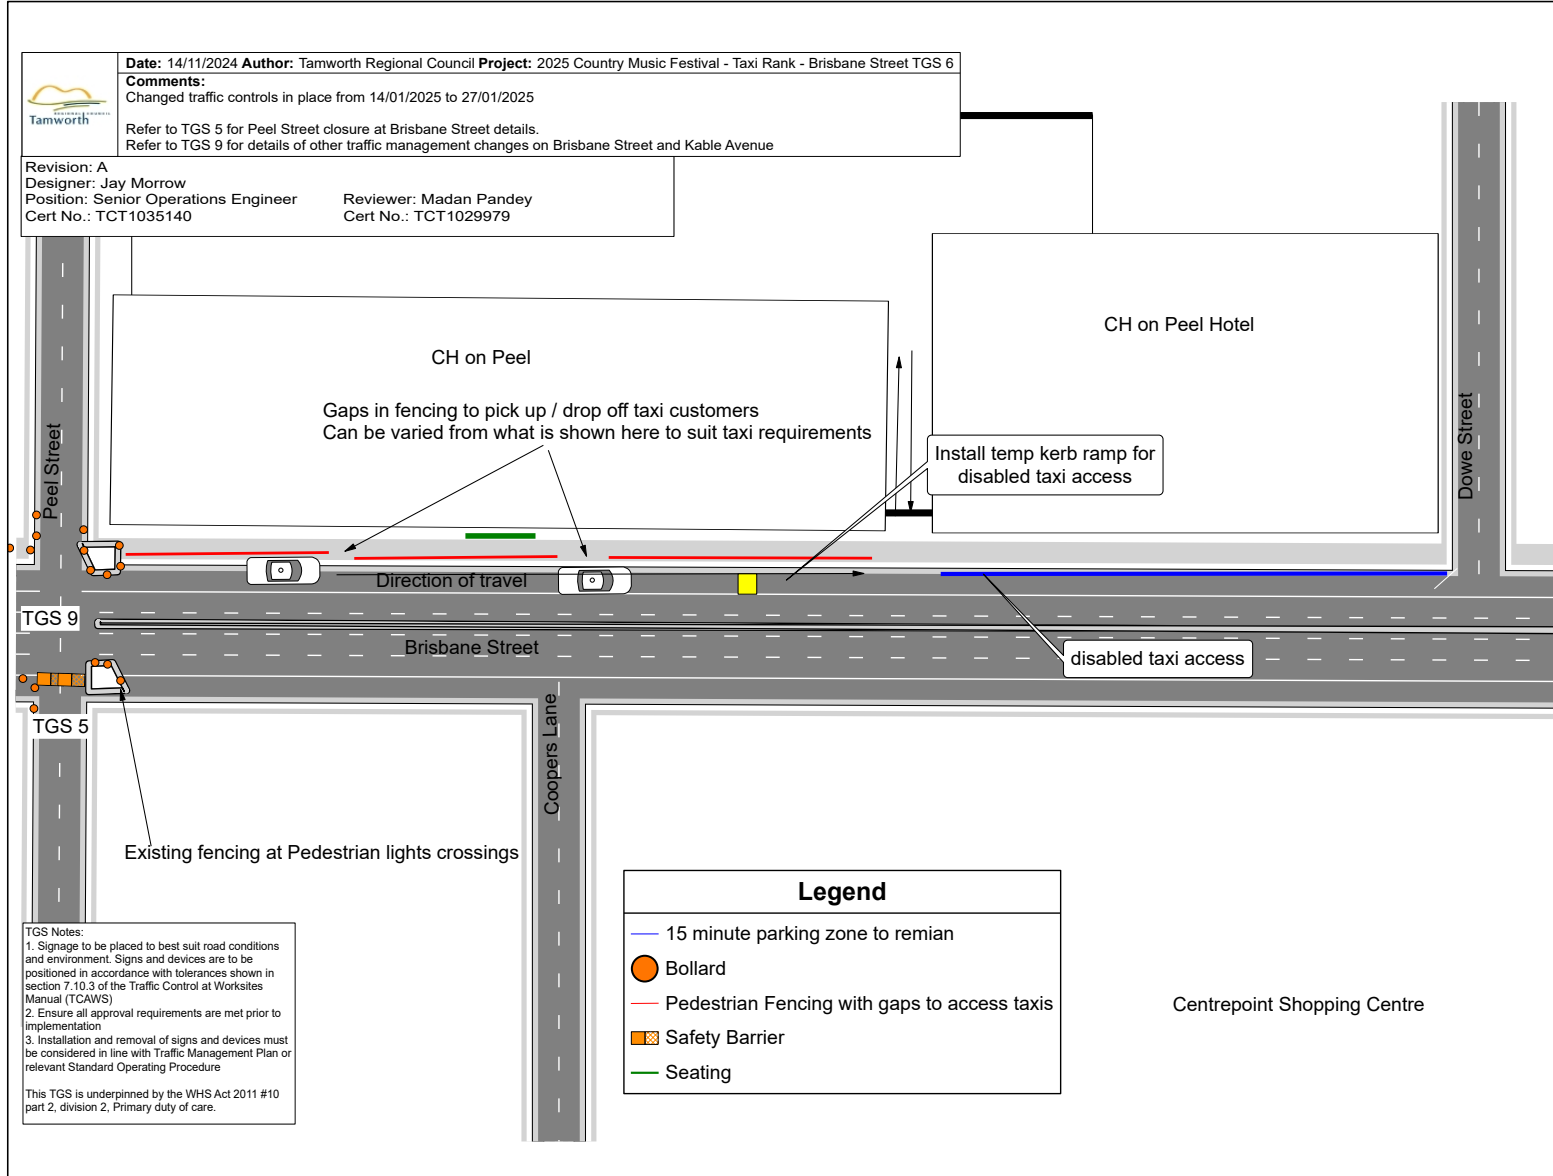 Date: 14/11/2024 Author: Tamworth Regional Council Project: 2025 Country Music Festival - Taxi Rank - Brisbane Street TGS 6
Comments:
Changed traffic controls in place from 14/01/2025 to 27/01/2025
Refer to TGS 5 for Peel Street closure at Brisbane Street details.
Refer to TGS 9 for details of other traffic management changes on Brisbane Street and Kable Avenue
REGIONAL COUNCIL
Tamworth
Revision: A
Designer: Jay Morrow
Position: Senior Operations Engineer Reviewer: Madan Pandey
Cert No.: TCT1035140 Cert No.: TCT1029979
CH on Peel Hotel
CH on Peel
Gaps in fencing to pick up / drop off taxi customers
Can be varied from what is shown here to suit taxi requirements
Install temp kerb ramp for
disabled taxi access
Peel Street
Dowe Street
Direction of travel
TGS 9
Brisbane Street
disabled taxi access
TGS 5
Coopers Lane
Existing fencing at Pedestrian lights crossings
Legend
15 minute parking zone to remian
Bollard
Pedestrian Fencing with gaps to access taxis
Safety Barrier
Seating
Centrepoint Shopping Centre
TGS Notes:
1. Signage to be placed to best suit road conditions
and environment. Signs and devices are to be
positioned in accordance with tolerances shown in
section 7.10.3 of the Traffic Control at Worksites
Manual (TCAWS)
2. Ensure all approval requirements are met prior to
implementation
3. Installation and removal of signs and devices must
be considered in line with Traffic Management Plan or
relevant Standard Operating Procedure
This TGS is underpinned by the WHS Act 2011 #10
part 2, division 2, Primary duty of care.